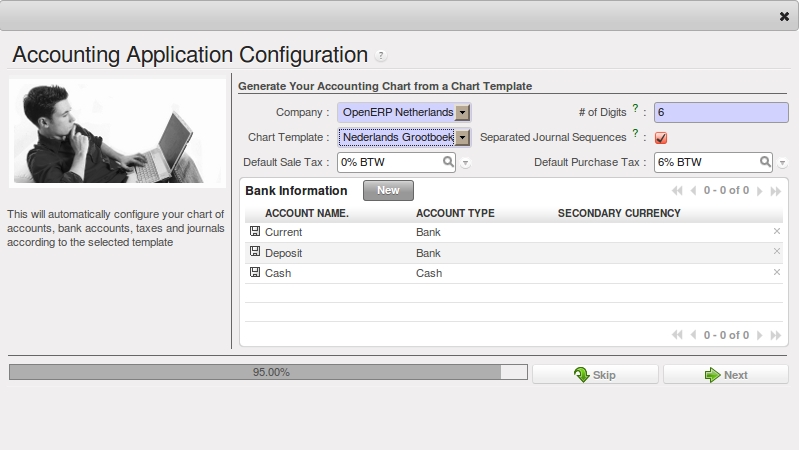 Accounting Application Configuration ?
This will automatically configure your chart of
accounts, bank accounts, taxes and journals
according to the selected template
Generate Your Accounting Chart from a Chart Template
Company : OpenERP Netherlands # of Digits ? : 6
Chart Template : Nederlands Grootboek Separated Journal Sequences ? :
Default Sale Tax : 0% BTW Default Purchase Tax : 6% BTW
Bank Information New 0 - 0 of 0
ACCOUNT NAME. ACCOUNT TYPE SECONDARY CURRENCY
Current Bank
Deposit Bank
Cash Cash
0 - 0 of 0
95.00% Skip Next